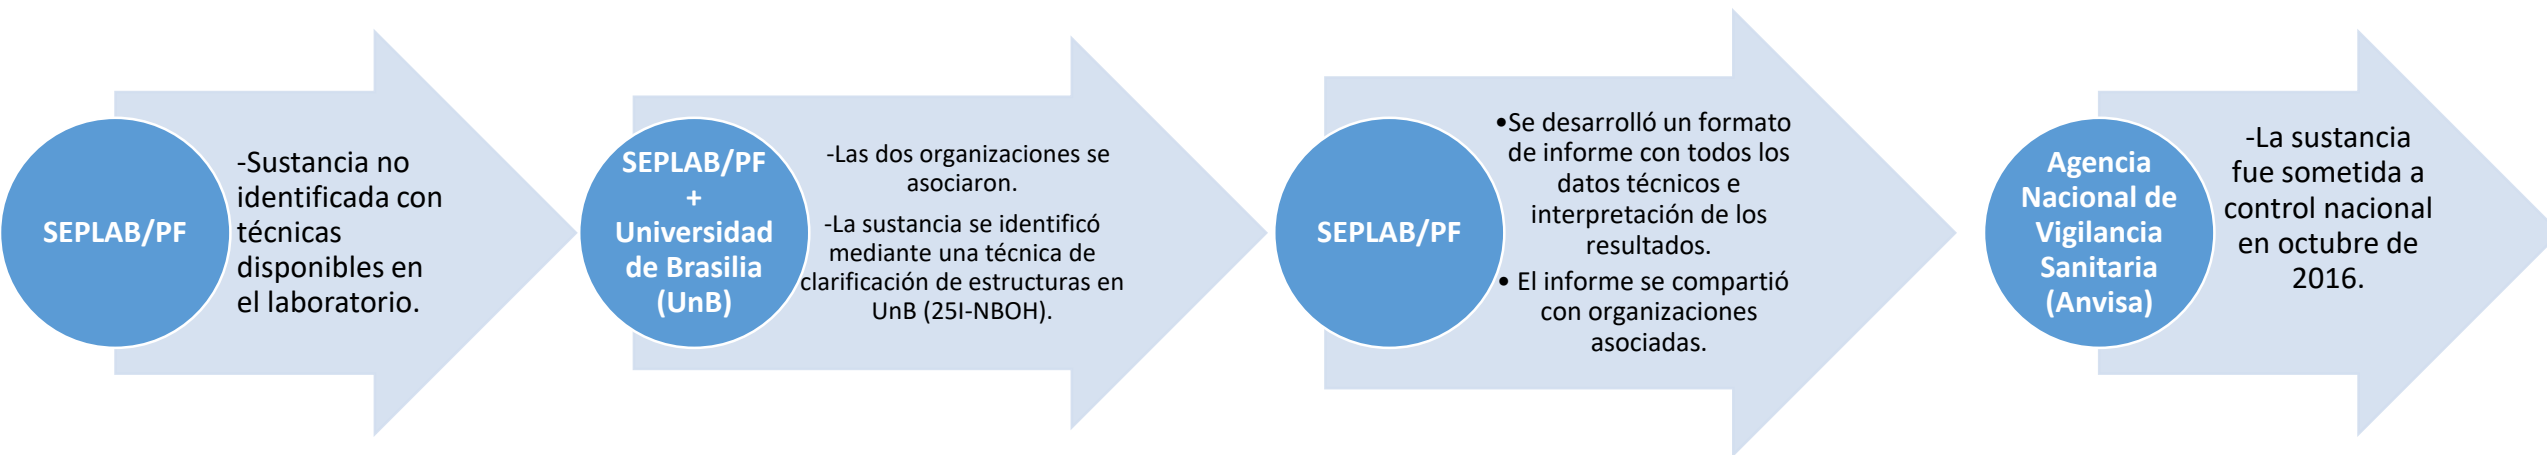 SEPLAB/PF
-Sustancia no
identificada con
técnicas
disponibles en
el laboratorio.
SEPLAB/PF
+
Universidad
de Brasilia
(UnB)
-Las dos organizaciones se
asociaron.
-La sustancia se identificó
mediante una técnica de
clarificación de estructuras en
UnB (25I-NBOH).
SEPLAB/PF
•Se desarrolló un formato
de informe con todos los
datos técnicos e
interpretación de los
resultados.
• El informe se compartió
con organizaciones
asociadas.
Agencia
Nacional de
Vigilancia
Sanitaria
(Anvisa)
-La sustancia
fue sometida a
control nacional
en octubre de
2016.